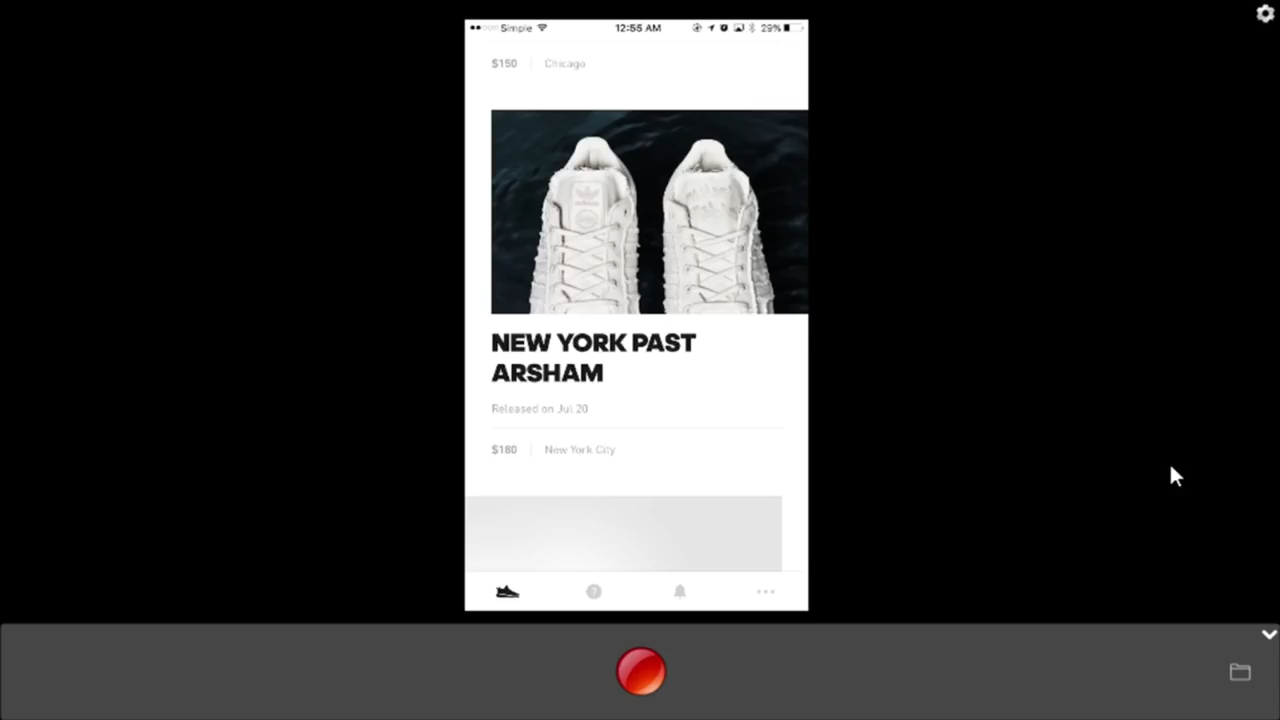 Simple 12:55 AM 29%
$150 Chicago
NEW YORK PAST
ARSHAM
Released on Jul 20
$180 New York City